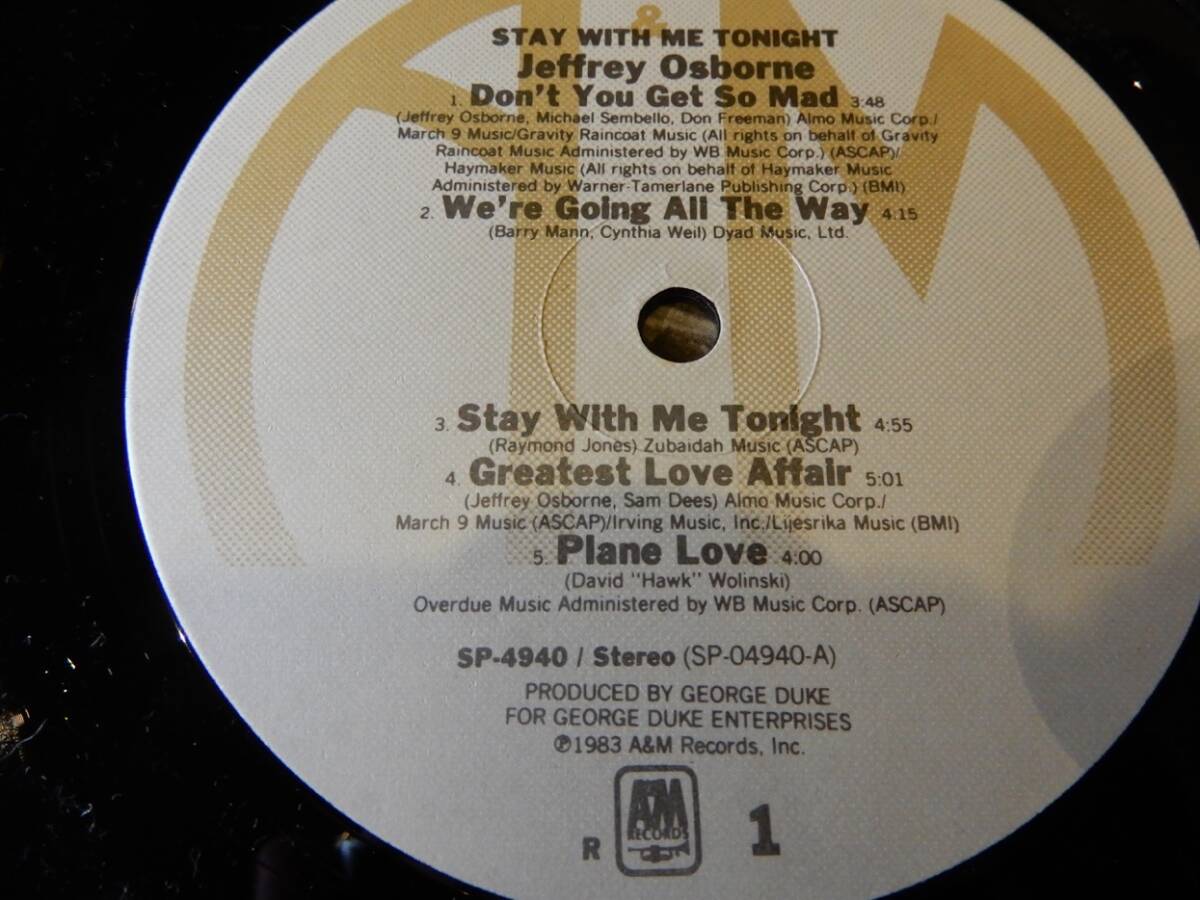 &
STAY WITH ME TONIGHT
Jeffrey Osborne
1. Don't You Get So Mad 3:48
(Jeffrey Osborne, Michael Sembello, Don Freeman) Almo Music Corp./
March 9 Music/Gravity Raincoat Music (All rights on behalf of Gravity
Raincoat Music Administered by WB Music Corp.) (ASCAP)/
Haymaker Music (All rights on behalf of Haymaker Music
Administered by Warner-Tamerlane Publishing Corp.) (BMI)
2. We're Going All The Way 4:15
(Barry Mann, Cynthia Weil) Dyad Music, Ltd.
3. Stay With Me Tonight 4:55
(Raymond Jones) Zubaidah Music (ASCAP)
4. Greatest Love Affair 5:01
(Jeffrey Osborne, Sam Dees) Almo Music Corp./
March 9 Music (ASCAP)/Irving Music, Inc./Lijesrika Music (BMI)
5. Plane Love 4:00
(David "Hawk" Wolinski)
Overdue Music Administered by WB Music Corp. (ASCAP)
SP-4940 / Stereo (SP-04940-A)
PRODUCED BY GEORGE DUKE
FOR GEORGE DUKE ENTERPRISES
℗1983 A&M Records, Inc.
A&M
RECORDS
R 1